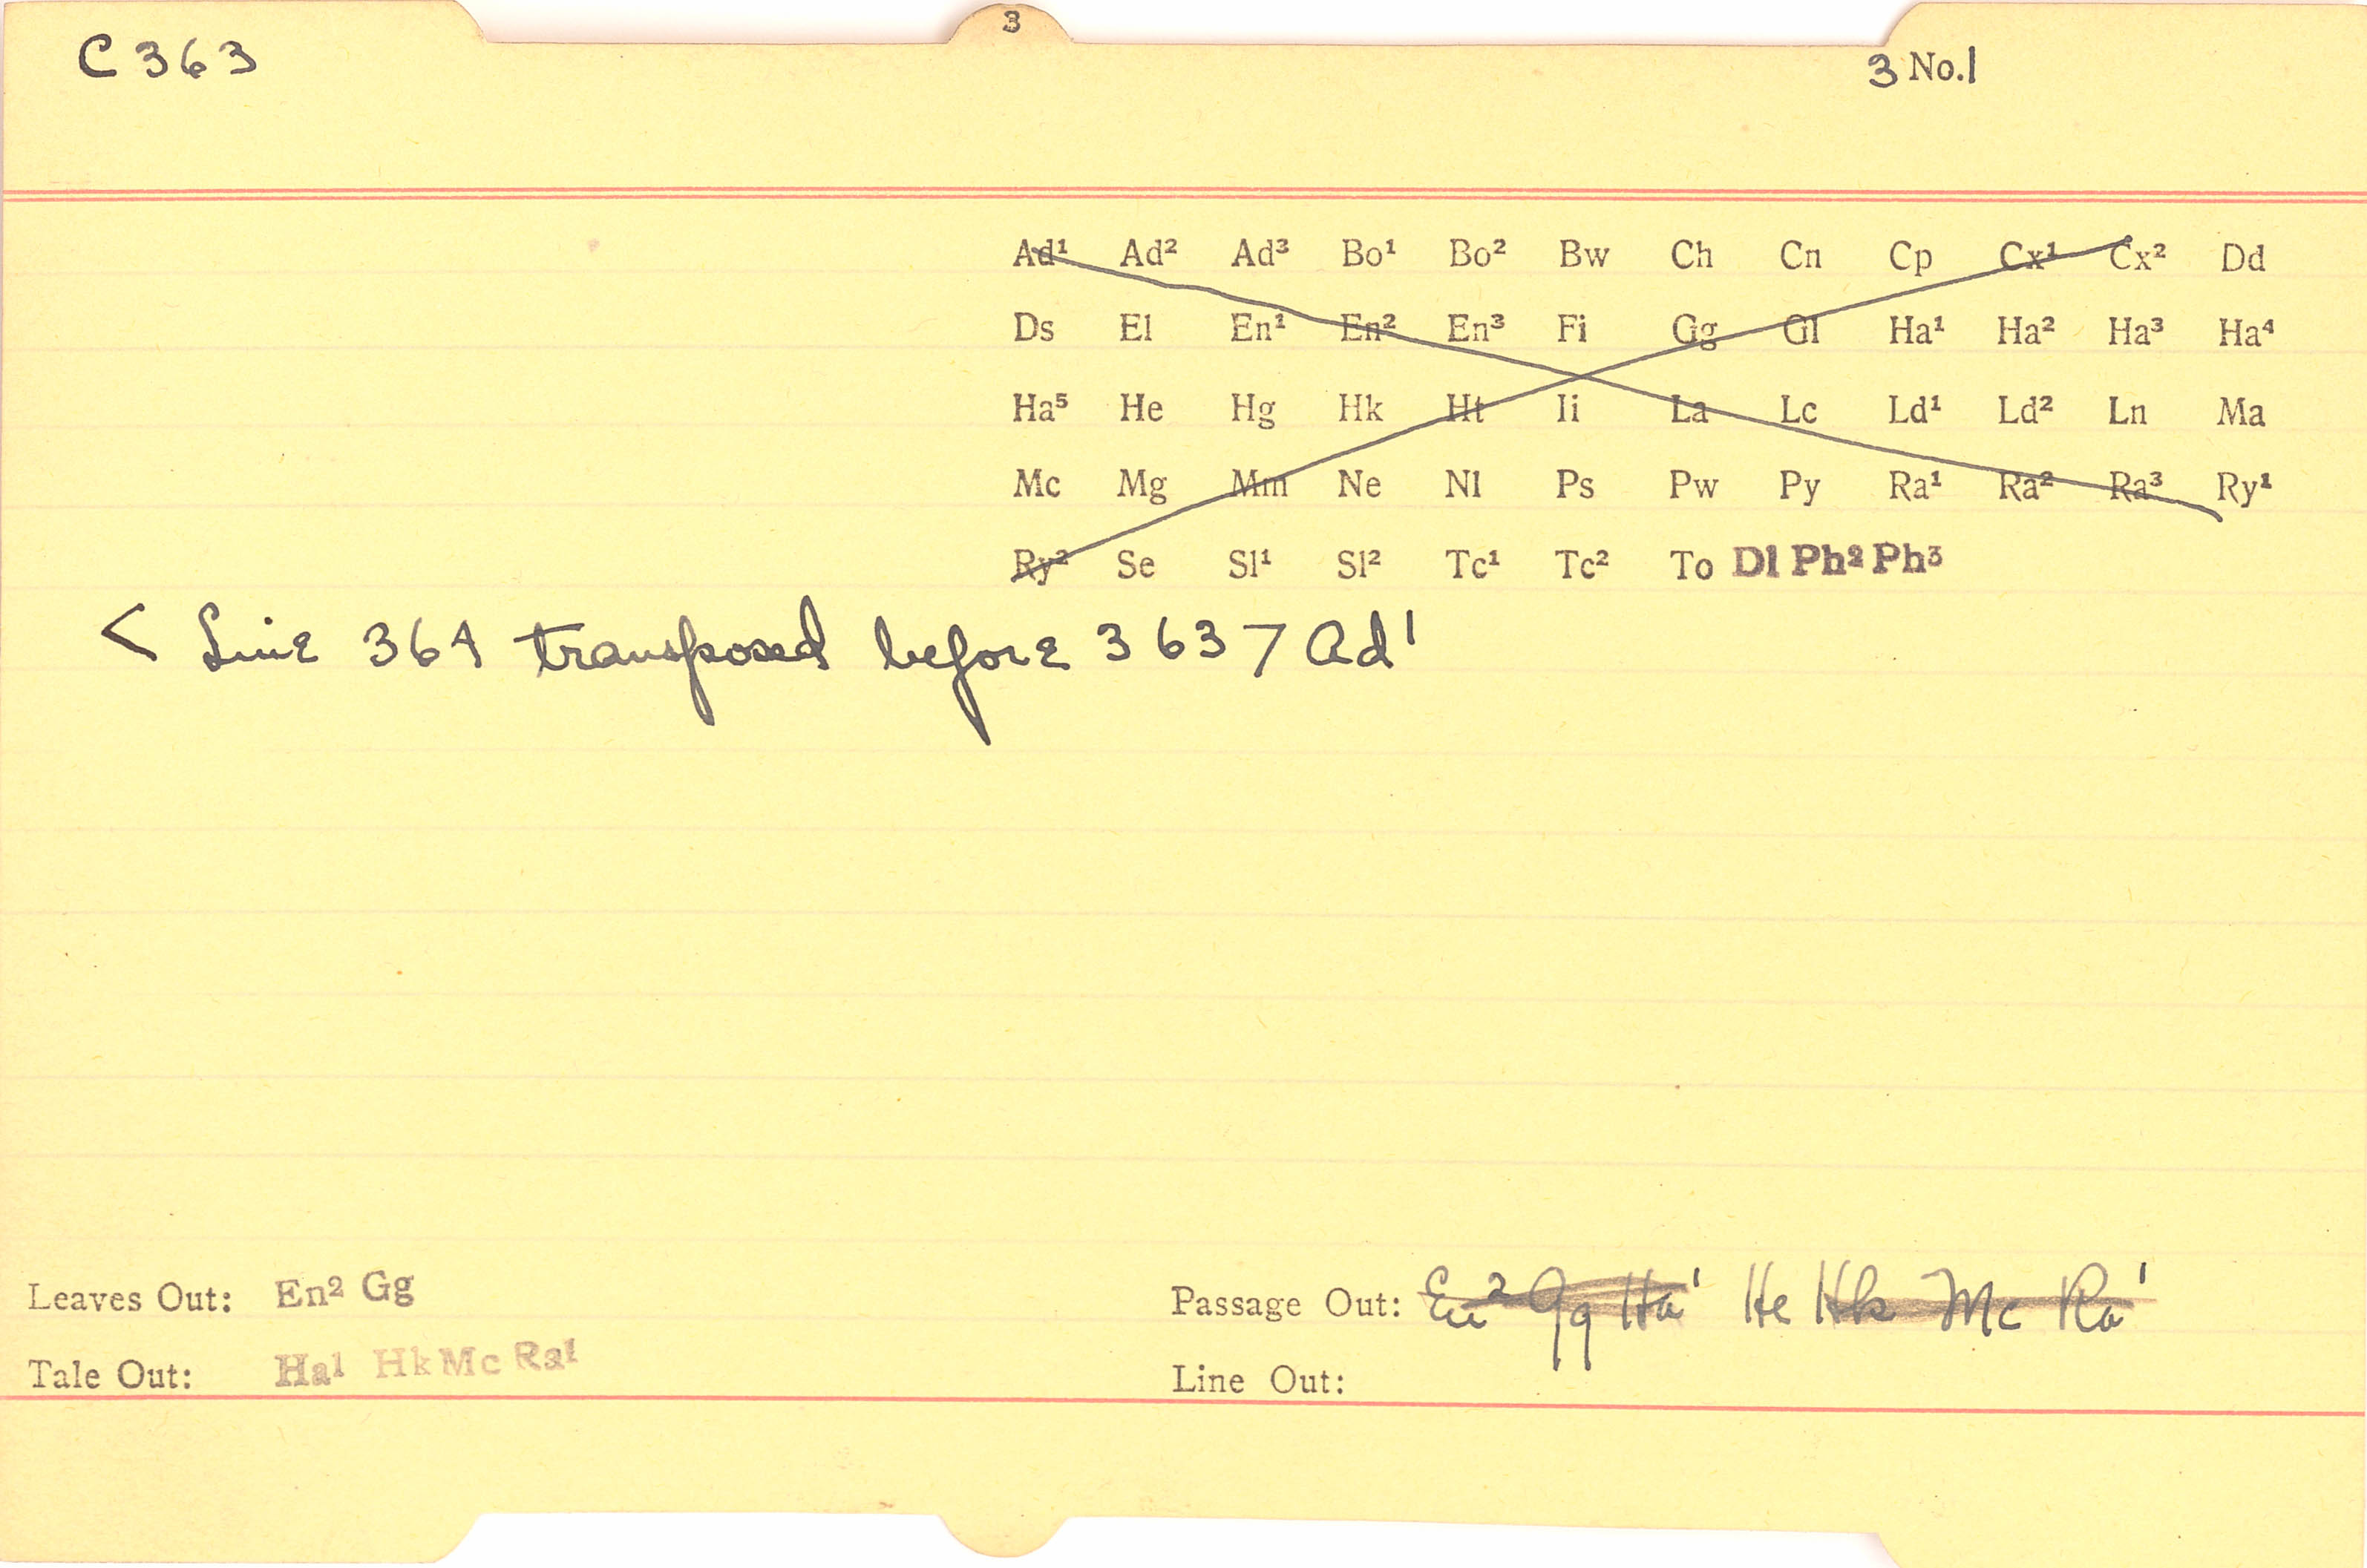 3
C 363
3 No.1
Ad¹ Ad² Ad³ Bo¹ Bo² Bw Ch Cn Cp Cx¹ Cx² Dd
Ds El En¹ En² En³ Fi Gg Gl Ha¹ Ha² Ha³ Ha⁴
Ha⁵ He Hg Hk Ht Ii La Lc Ld¹ Ld² Ln Ma
Mc Mg Mm Ne Nl Ps Pw Py Ra¹ Ra² Ra³ Ry¹
Ry² Se Sl¹ Sl² Tc¹ Tc² To Dl Ph² Ph³
< Line 364 transposed before 363 > Ad¹
Leaves Out: En² Gg
Passage Out: En² Gg Ha¹ He Hk Mc Ra¹
Tale Out: Ha¹ Hk Mc Ra¹
Line Out: